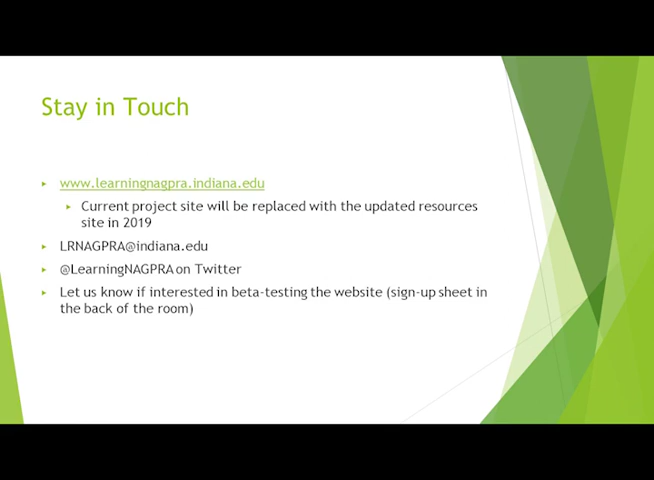 Stay in Touch
www.learningnagpra.indiana.edu
Current project site will be replaced with the updated resources
site in 2019
LRNAGPRA@indiana.edu
@LearningNAGPRA on Twitter
Let us know if interested in beta-testing the website (sign-up sheet in
the back of the room)